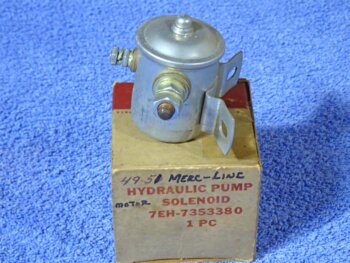 49-51 MERC-LINC
HYDRAULIC PUMP
MOTOR SOLENOID
7EH-7353380
1 PC